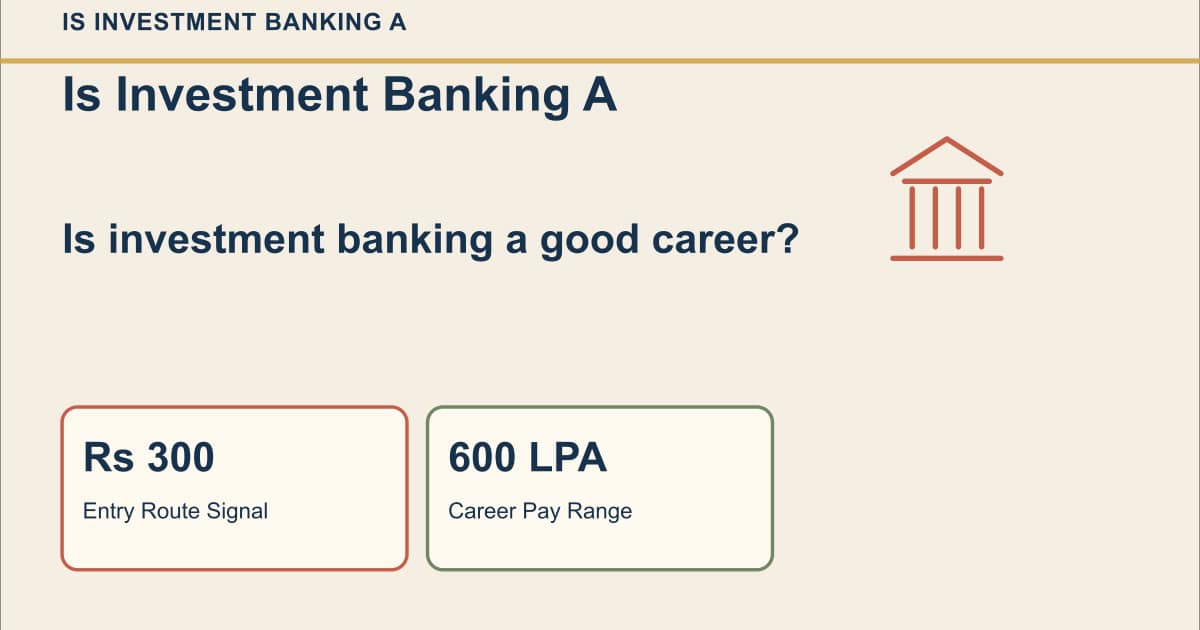 IS INVESTMENT BANKING A
Is Investment Banking A
Is investment banking a good career?
Rs 300
Entry Route Signal
600 LPA
Career Pay Range